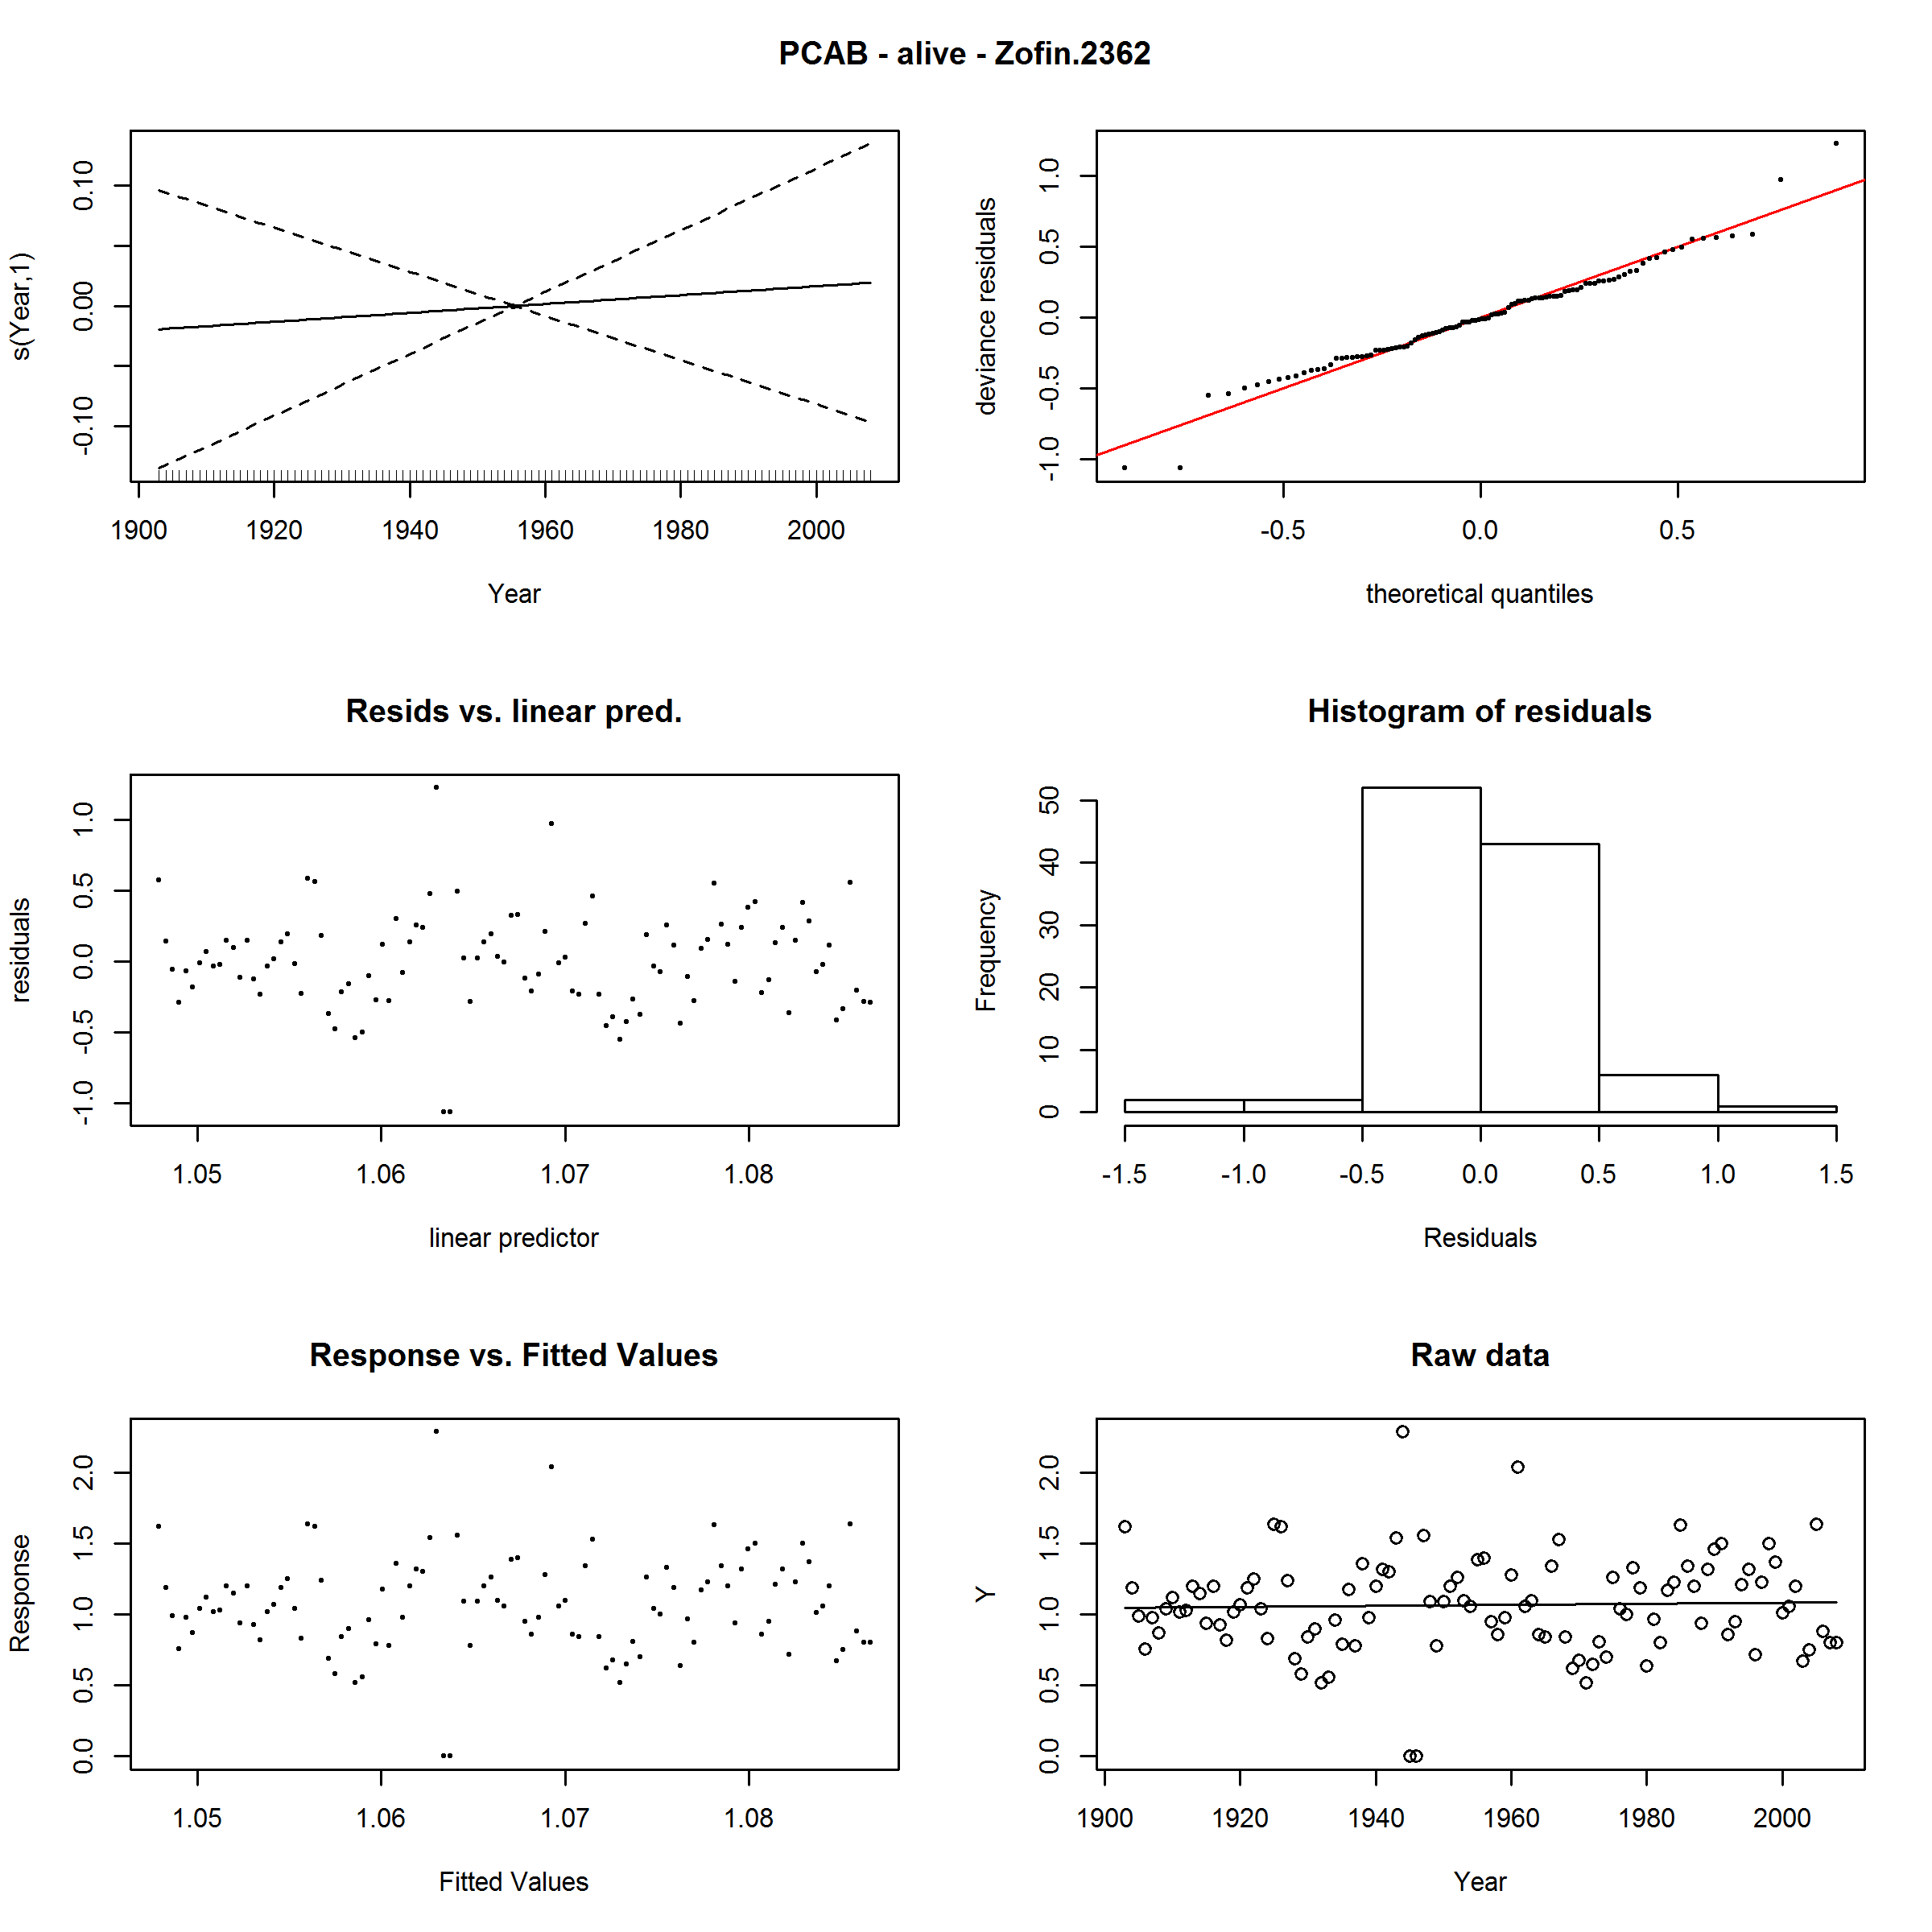 PCAB - alive - Zofin.2362
s(Year,1)
-0.10 0.00 0.10
1900 1920 1940 1960 1980 2000
Year
deviance residuals
-1.0 -0.5 0.0 0.5 1.0
-0.5 0.0 0.5
theoretical quantiles
Resids vs. linear pred.
residuals
-1.0 -0.5 0.0 0.5 1.0
1.05 1.06 1.07 1.08
linear predictor
Histogram of residuals
Frequency
0 10 20 30 40 50
-1.5 -1.0 -0.5 0.0 0.5 1.0 1.5
Residuals
Response vs. Fitted Values
Response
0.0 0.5 1.0 1.5 2.0
1.05 1.06 1.07 1.08
Fitted Values
Raw data
Y
0.0 0.5 1.0 1.5 2.0
1900 1920 1940 1960 1980 2000
Year